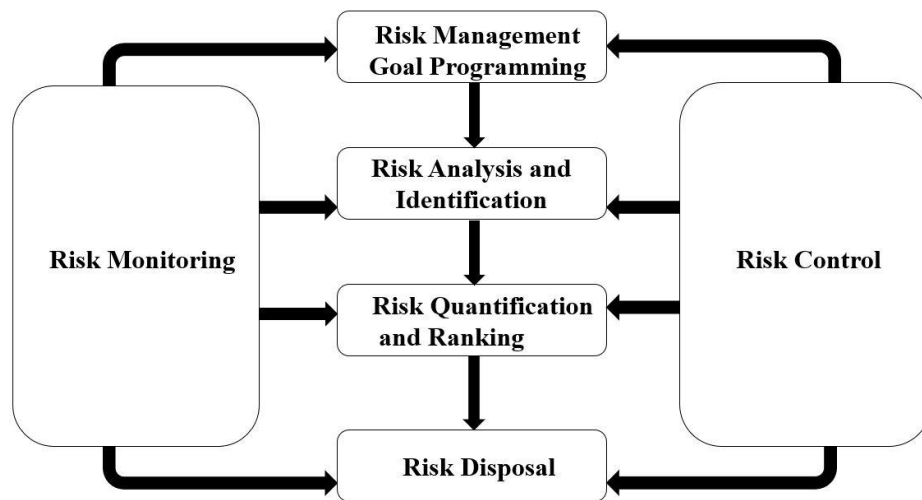 Risk Management
Goal Programming
Risk Analysis and
Identification
Risk Monitoring
Risk Control
Risk Quantification
and Ranking
Risk Disposal